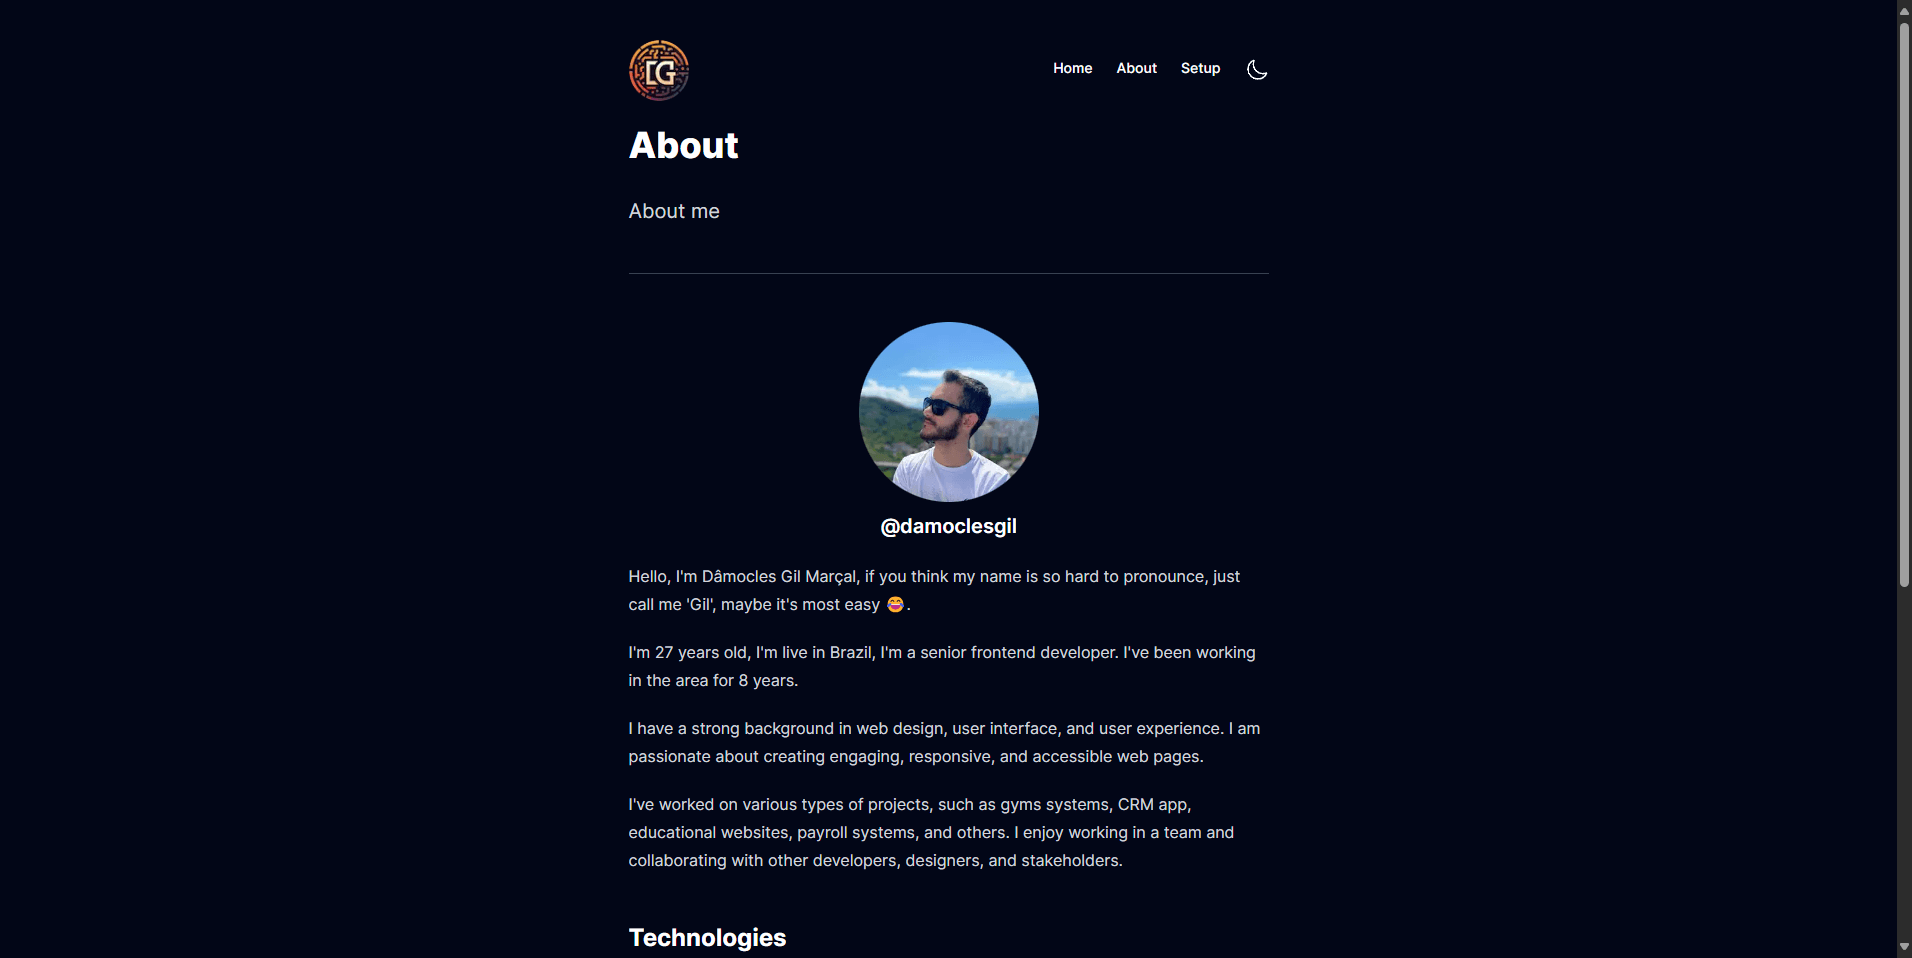 Home About Setup
About
About me
@damoclesgil
Hello, I'm Dâmocles Gil Marçal, if you think my name is so hard to pronounce, just
call me 'Gil', maybe it's most easy 😂.
I'm 27 years old, I'm live in Brazil, I'm a senior frontend developer. I've been working
in the area for 8 years.
I have a strong background in web design, user interface, and user experience. I am
passionate about creating engaging, responsive, and accessible web pages.
I've worked on various types of projects, such as gyms systems, CRM app,
educational websites, payroll systems, and others. I enjoy working in a team and
collaborating with other developers, designers, and stakeholders.
Technologies